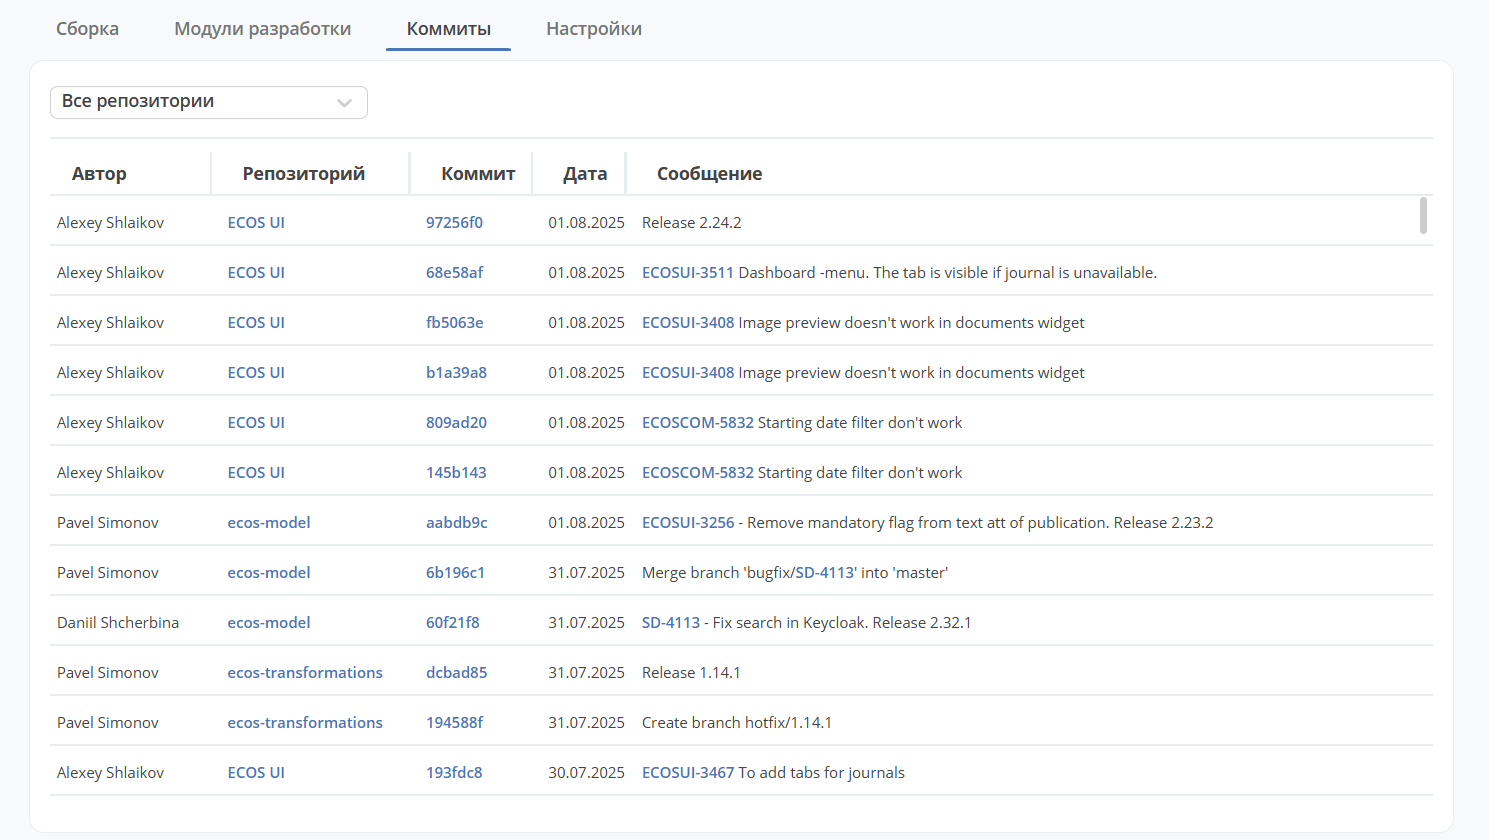 Сборка Модули разработки Коммиты Настройки
Все репозитории
Автор Репозиторий Коммит Дата Сообщение
Alexey Shlaikov ECOS UI 97256f0 01.08.2025 Release 2.24.2
Alexey Shlaikov ECOS UI 68e58af 01.08.2025 ECOSUI-3511 Dashboard -menu. The tab is visible if journal is unavailable.
Alexey Shlaikov ECOS UI fb5063e 01.08.2025 ECOSUI-3408 Image preview doesn't work in documents widget
Alexey Shlaikov ECOS UI b1a39a8 01.08.2025 ECOSUI-3408 Image preview doesn't work in documents widget
Alexey Shlaikov ECOS UI 809ad20 01.08.2025 ECOSCOM-5832 Starting date filter don't work
Alexey Shlaikov ECOS UI 145b143 01.08.2025 ECOSCOM-5832 Starting date filter don't work
Pavel Simonov ecos-model aabdb9c 01.08.2025 ECOSUI-3256 - Remove mandatory flag from text att of publication. Release 2.23.2
Pavel Simonov ecos-model 6b196c1 31.07.2025 Merge branch 'bugfix/SD-4113' into 'master'
Daniil Shcherbina ecos-model 60f21f8 31.07.2025 SD-4113 - Fix search in Keycloak. Release 2.32.1
Pavel Simonov ecos-transformations dcbad85 31.07.2025 Release 1.14.1
Pavel Simonov ecos-transformations 194588f 31.07.2025 Create branch hotfix/1.14.1
Alexey Shlaikov ECOS UI 193fdc8 30.07.2025 ECOSUI-3467 To add tabs for journals